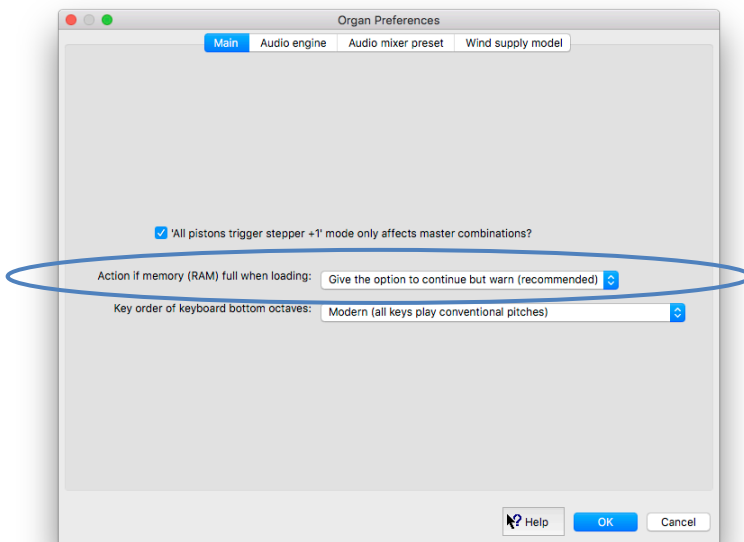 Organ Preferences
Main Audio engine Audio mixer preset Wind supply model
'All pistons trigger stepper +1' mode only affects master combinations?
Action if memory (RAM) full when loading: Give the option to continue but warn (recommended)
Key order of keyboard bottom octaves: Modern (all keys play conventional pitches)
? Help OK Cancel